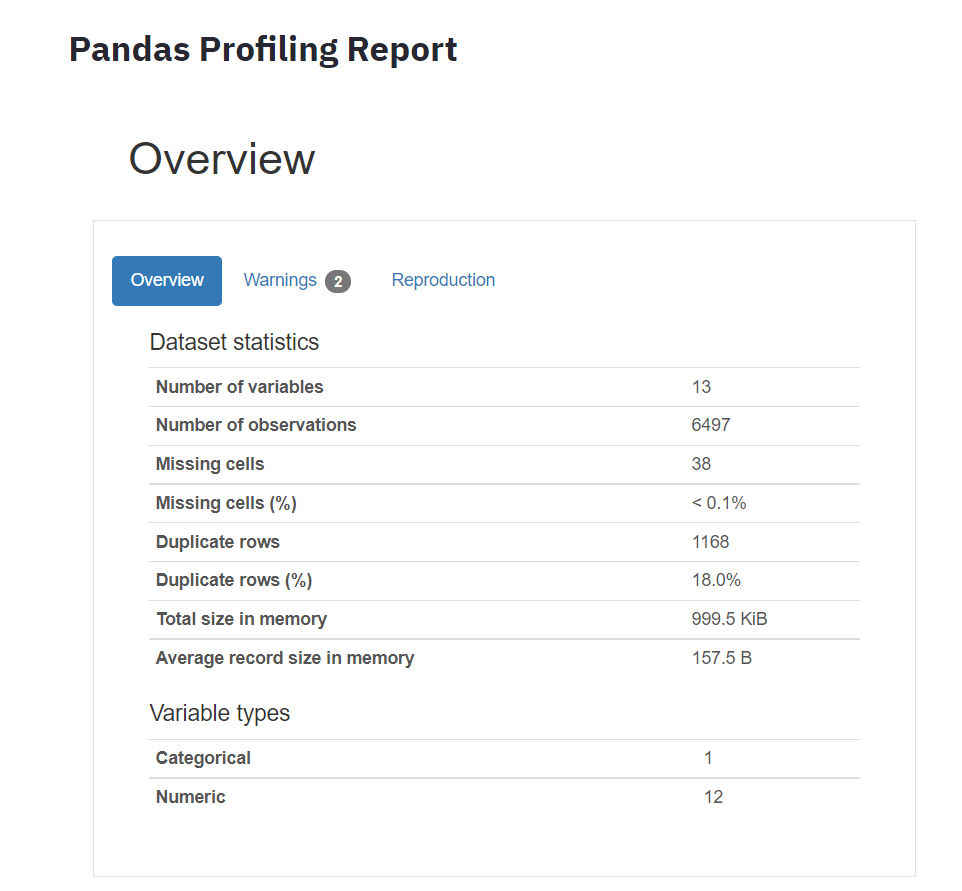 Pandas Profiling Report
Overview
Overview Warnings 2 Reproduction
Dataset statistics
Number of variables 13
Number of observations 6497
Missing cells 38
Missing cells (%) < 0.1%
Duplicate rows 1168
Duplicate rows (%) 18.0%
Total size in memory 999.5 KiB
Average record size in memory 157.5 B
Variable types
Categorical 1
Numeric 12